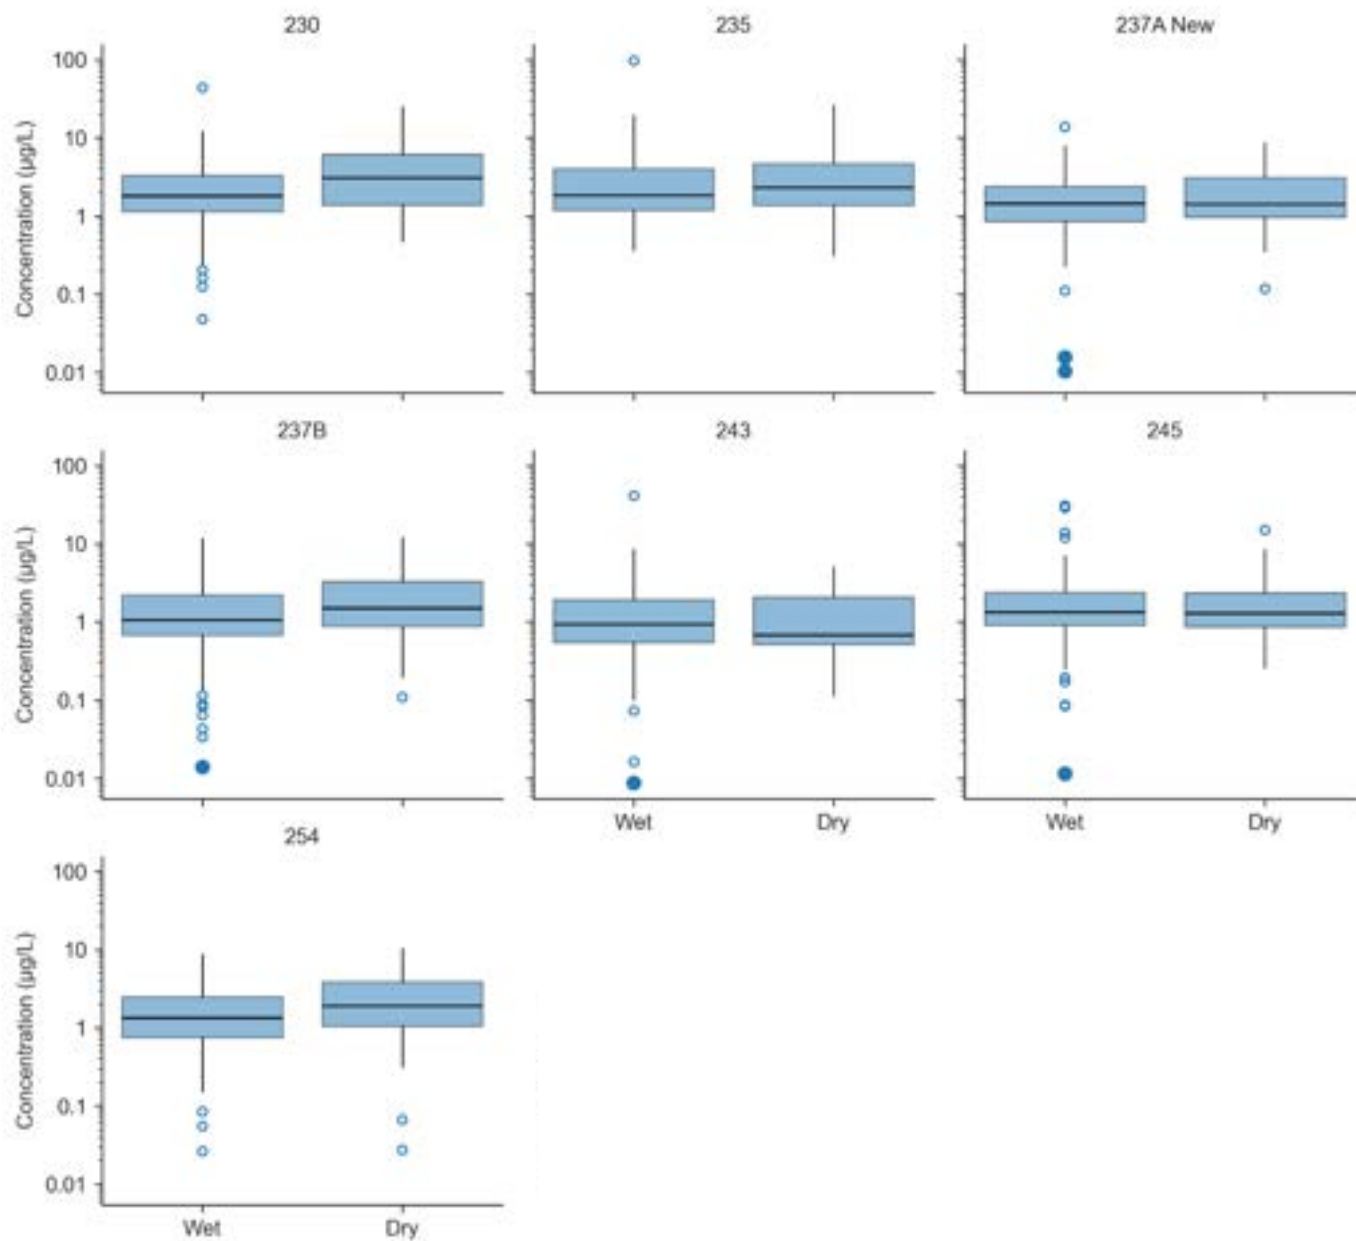 230
235
237A New
Concentration (µg/L)
100
10
1
0.1
0.01
237B
243
245
Concentration (µg/L)
100
10
1
0.1
0.01
Wet
Dry
Wet
Dry
254
Concentration (µg/L)
100
10
1
0.1
0.01
Wet
Dry